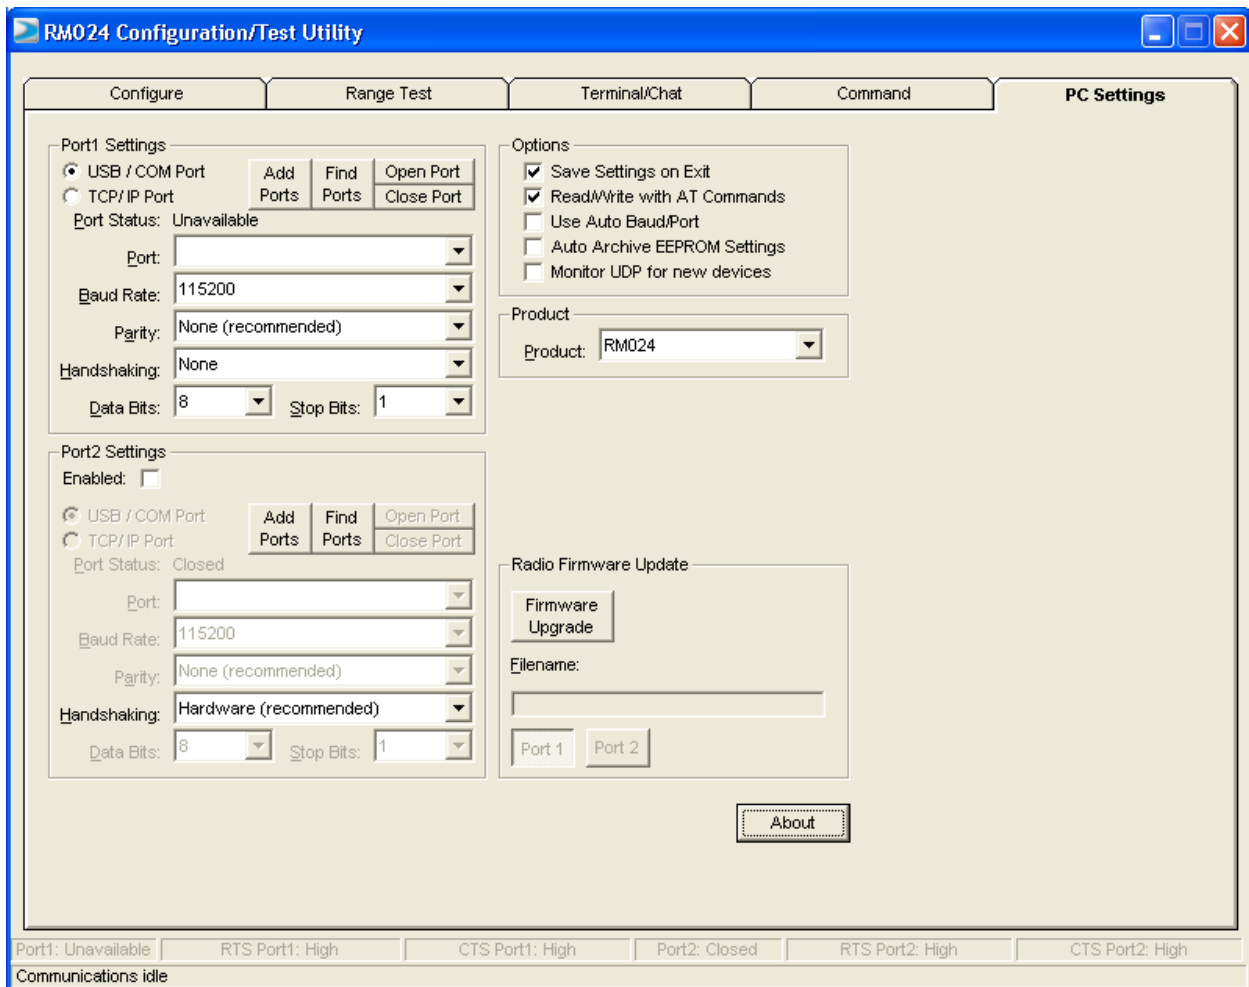 RM024 Configuration/Test Utility
Configure
Range Test
Terminal/Chat
Command
PC Settings
Port1 Settings
USB / COM Port
TCP/IP Port
Add Ports
Find Ports
Open Port
Close Port
Port Status: Unavailable
Port:
Baud Rate: 115200
Parity: None (recommended)
Handshaking: None
Data Bits: 8 Stop Bits: 1
Port2 Settings
Enabled:
USB / COM Port
TCP/IP Port
Add Ports
Find Ports
Open Port
Close Port
Port Status: Closed
Port:
Baud Rate: 115200
Parity: None (recommended)
Handshaking: Hardware (recommended)
Data Bits: 8 Stop Bits: 1
Options
Save Settings on Exit
Read/Write with AT Commands
Use Auto Baud/Port
Auto Archive EEPROM Settings
Monitor UDP for new devices
Product
Product: RM024
Radio Firmware Update
Firmware
Upgrade
Filename:
Port 1
Port 2
About
Port1: Unavailable
RTS Port1: High
CTS Port1: High
Port2: Closed
RTS Port2: High
CTS Port2: High
Communications idle